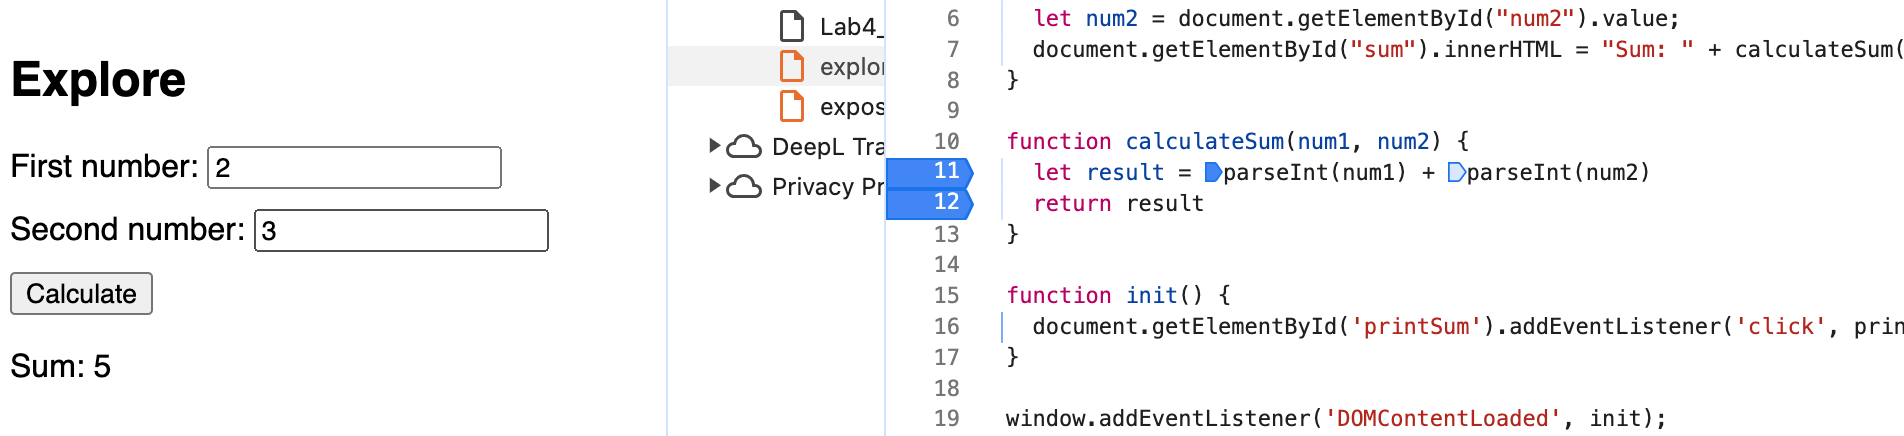 Explore
First number: 2
Second number: 3
Calculate
Sum: 5
Lab4_
explor
expos
DeepL Tra
Privacy Pr
6 let num2 = document.getElementById("num2").value;
7 document.getElementById("sum").innerHTML = "Sum: " + calculateSum(
8 }
9
10 function calculateSum(num1, num2) {
11 let result = parseInt(num1) + parseInt(num2)
12 return result
13 }
14
15 function init() {
16 document.getElementById('printSum').addEventListener('click', prin
17 }
18
19 window.addEventListener('DOMContentLoaded', init);